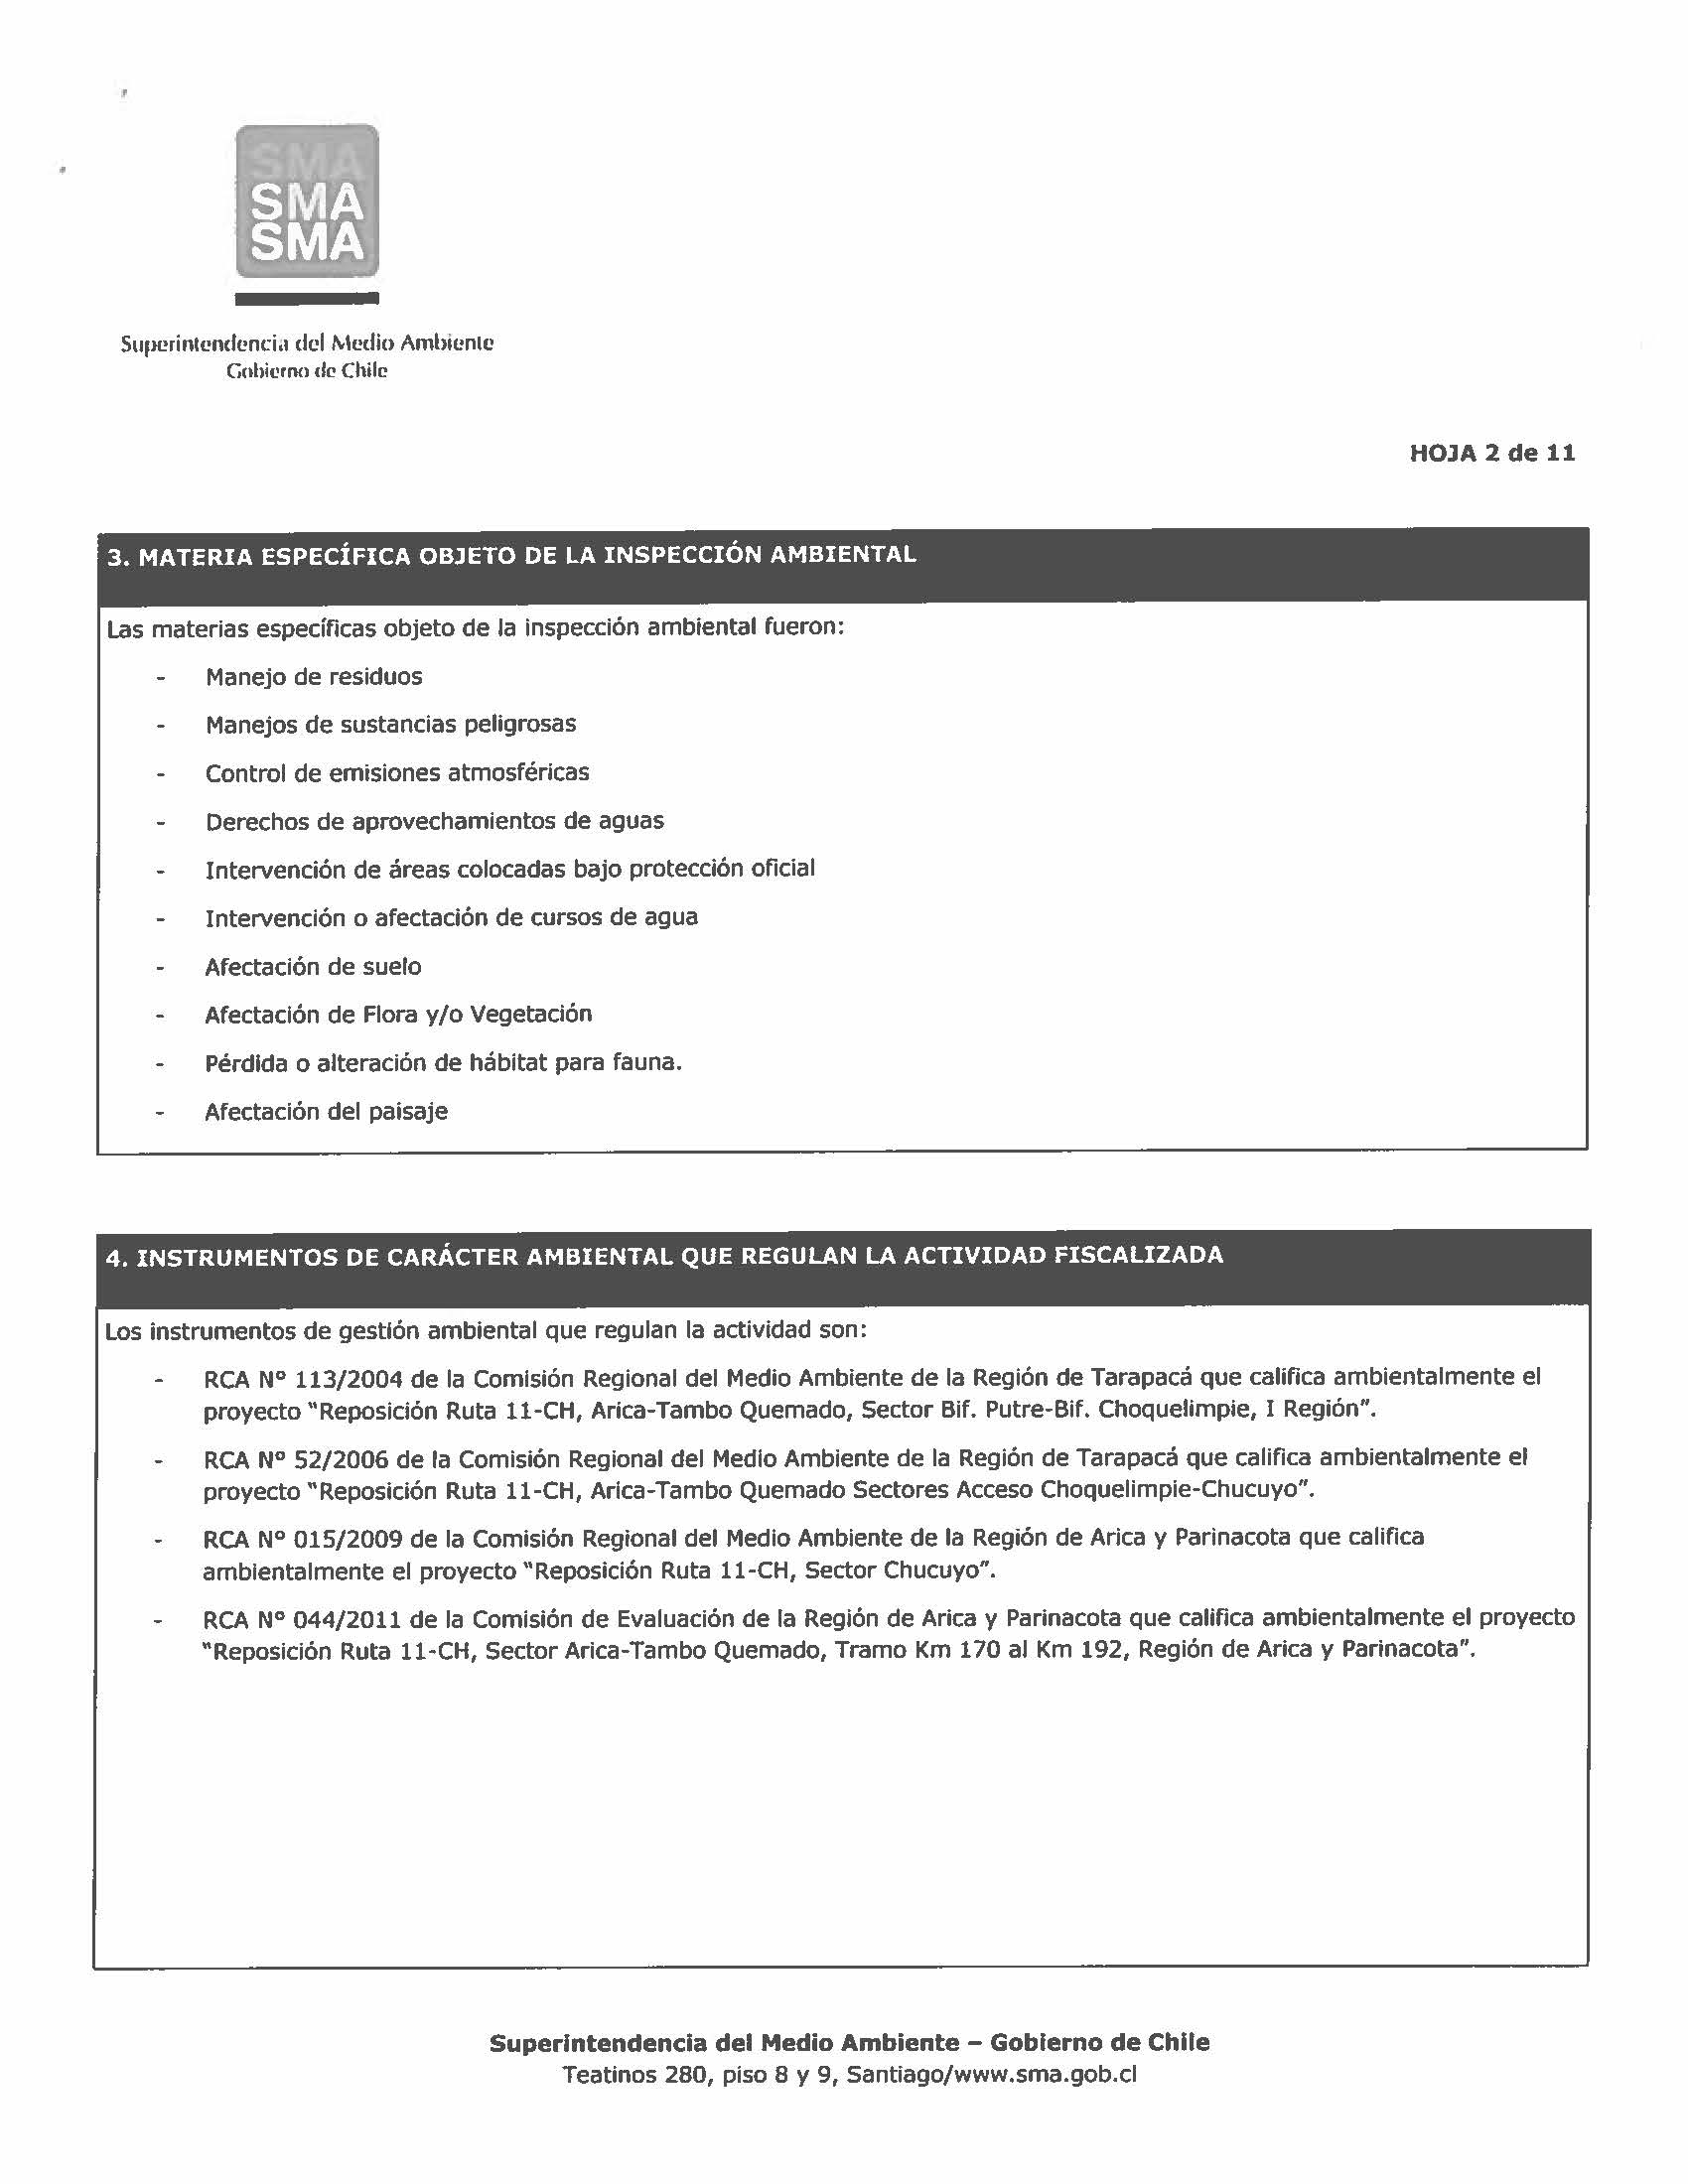 SMA
SMA
SMA
Superintendencia del Medio Ambiente
Gobierno de Chile
HOJA 2 de 11
3. MATERIA ESPECÍFICA OBJETO DE LA INSPECCIÓN AMBIENTAL
Las materias específicas objeto de la inspección ambiental fueron:
- Manejo de residuos
- Manejos de sustancias peligrosas
- Control de emisiones atmosféricas
- Derechos de aprovechamientos de aguas
- Intervención de áreas colocadas bajo protección oficial
- Intervención o afectación de cursos de agua
- Afectación de suelo
- Afectación de Flora y/o Vegetación
- Pérdida o alteración de hábitat para fauna.
- Afectación del paisaje
4. INSTRUMENTOS DE CARÁCTER AMBIENTAL QUE REGULAN LA ACTIVIDAD FISCALIZADA
Los instrumentos de gestión ambiental que regulan la actividad son:
- RCA Nº 113/2004 de la Comisión Regional del Medio Ambiente de la Región de Tarapacá que califica ambientalmente el
proyecto "Reposición Ruta 11-CH, Arica-Tambo Quemado, Sector Bif. Putre-Bif. Choquelimpie, I Región".
- RCA Nº 52/2006 de la Comisión Regional del Medio Ambiente de la Región de Tarapacá que califica ambientalmente el
proyecto "Reposición Ruta 11-CH, Arica-Tambo Quemado Sectores Acceso Choquelimpie-Chucuyo".
- RCA Nº 015/2009 de la Comisión Regional del Medio Ambiente de la Región de Arica y Parinacota que califica
ambientalmente el proyecto "Reposición Ruta 11-CH, Sector Chucuyo".
- RCA Nº 044/2011 de la Comisión de Evaluación de la Región de Arica y Parinacota que califica ambientalmente el proyecto
"Reposición Ruta 11-CH, Sector Arica-Tambo Quemado, Tramo Km 170 al Km 192, Región de Arica y Parinacota".
Superintendencia del Medio Ambiente – Gobierno de Chile
Teatinos 280, piso 8 y 9, Santiago/www.sma.gob.cl